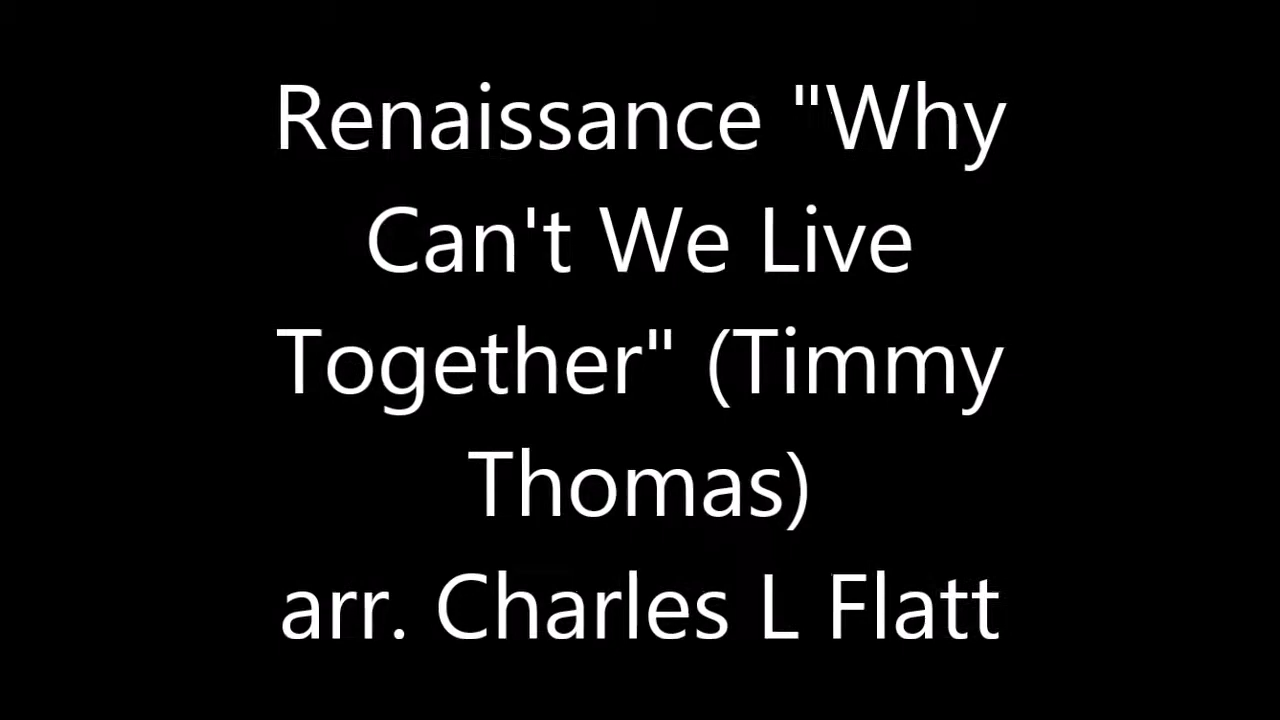 Renaissance "Why
Can't We Live
Together" (Timmy
Thomas)
arr. Charles L Flatt